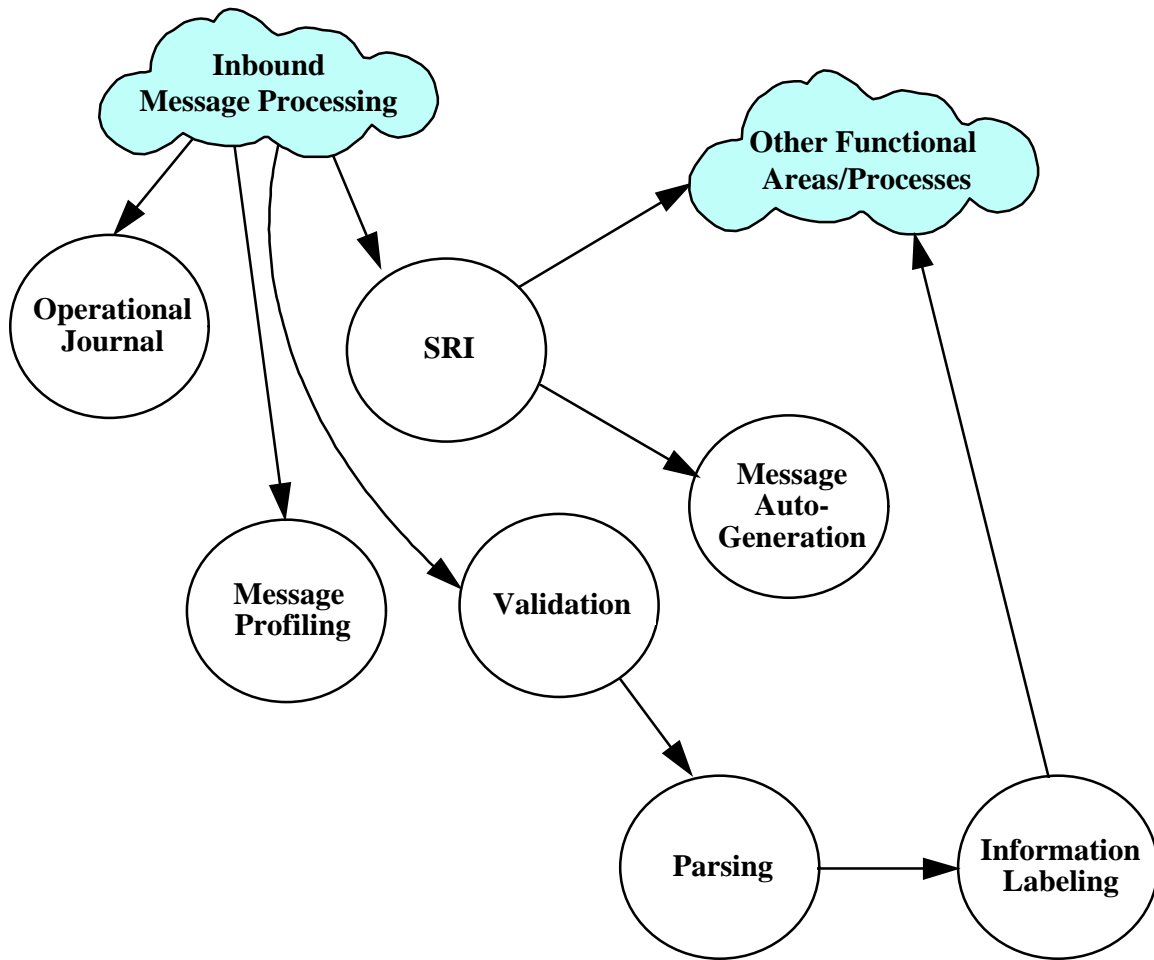 Inbound
Message Processing
Other Functional
Areas/Processes
Operational
Journal
SRI
Message
Auto-
Generation
Message
Profiling
Validation
Parsing
Information
Labeling